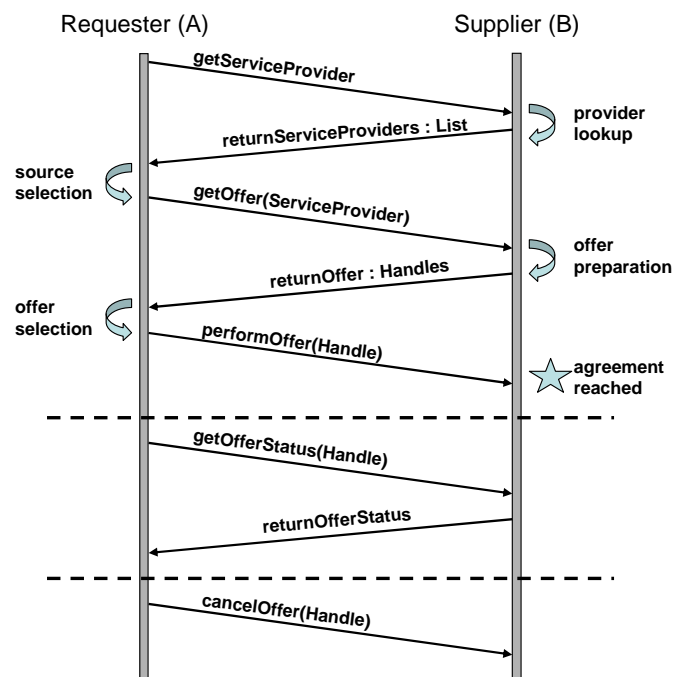 Requester (A)
Supplier (B)
getServiceProvider
provider
lookup
returnServiceProviders : List
source
selection
getOffer(ServiceProvider)
offer
preparation
returnOffer : Handles
offer
selection
performOffer(Handle)
agreement
reached
getOfferStatus(Handle)
returnOfferStatus
cancelOffer(Handle)